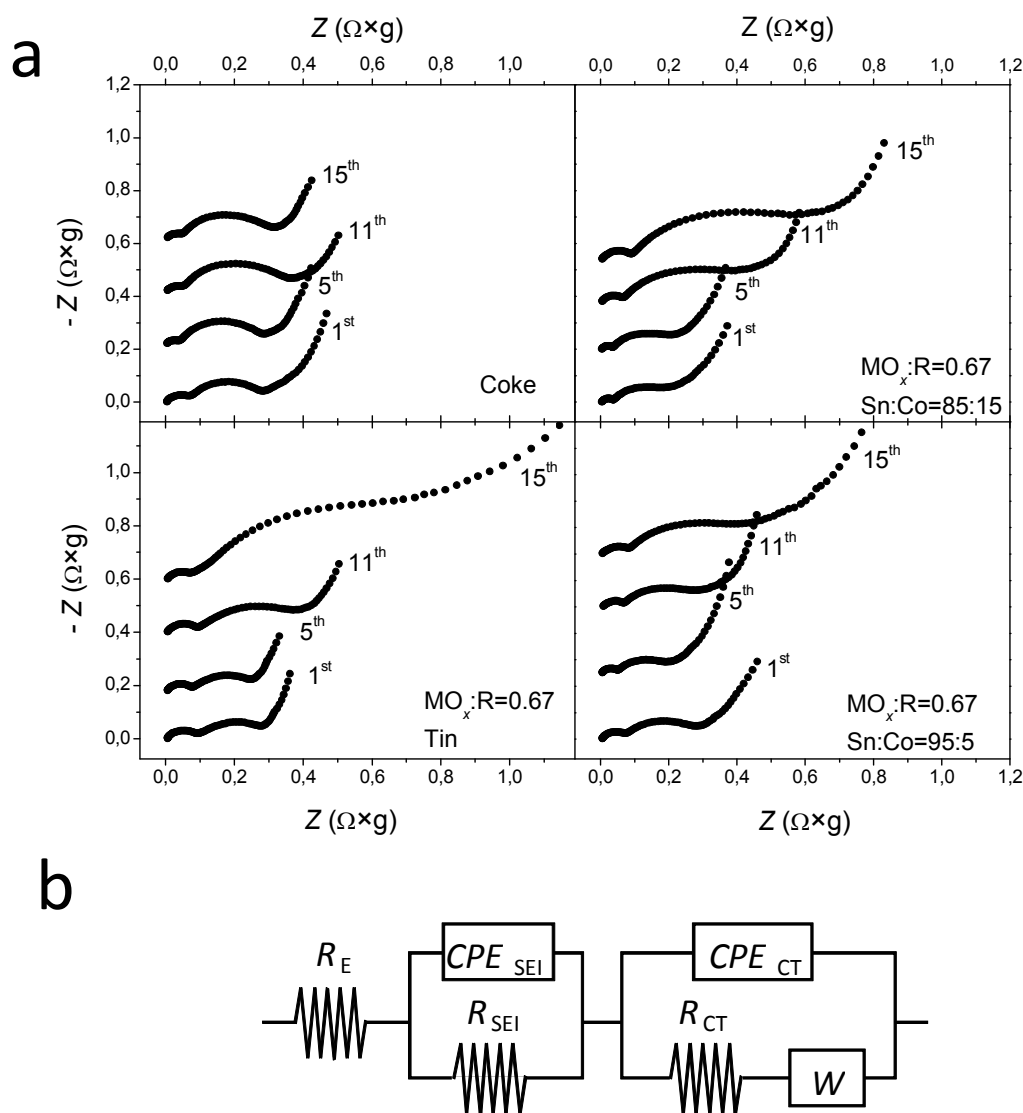 a
Z (Ω×g)
Z (Ω×g)
0,0 0,2 0,4 0,6 0,8 1,0
0,0 0,2 0,4 0,6 0,8 1,0 1,2
1,2
1,0
0,8
0,6
0,4
0,2
0,0
- Z (Ω×g)
15th
11th
5th
1st
Coke
15th
11th
5th
1st
MOx:R=0.67
Sn:Co=85:15
1,0
0,8
0,6
0,4
0,2
0,0
- Z (Ω×g)
15th
11th
5th
1st
MOx:R=0.67
Tin
15th
11th
5th
1st
MOx:R=0.67
Sn:Co=95:5
0,0 0,2 0,4 0,6 0,8 1,0
0,0 0,2 0,4 0,6 0,8 1,0 1,2
Z (Ω×g)
Z (Ω×g)
b
RE
CPE SEI
RSEI
CPE CT
RCT
W